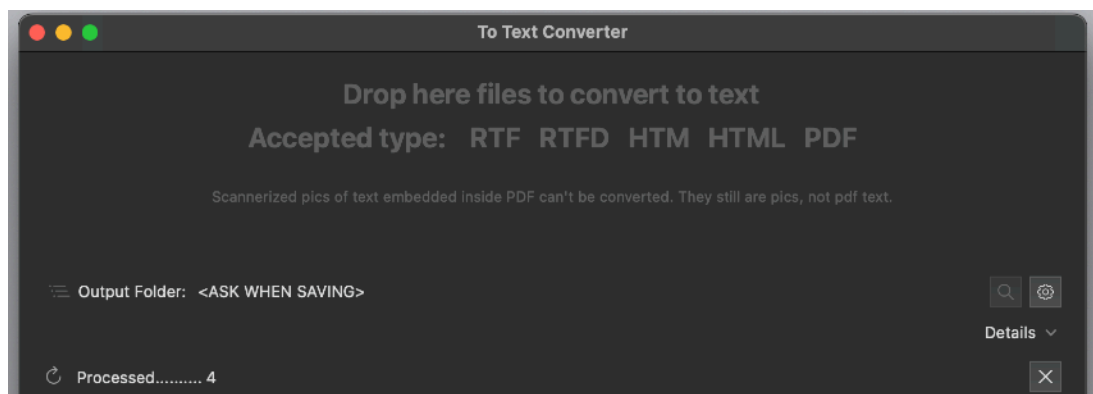 To Text Converter
Drop here files to convert to text
Accepted type: RTF RTFD HTM HTML PDF
Scannerized pics of text embedded inside PDF can't be converted. They still are pics, not pdf text.
Output Folder: <ASK WHEN SAVING>
Details
Processed.......... 4